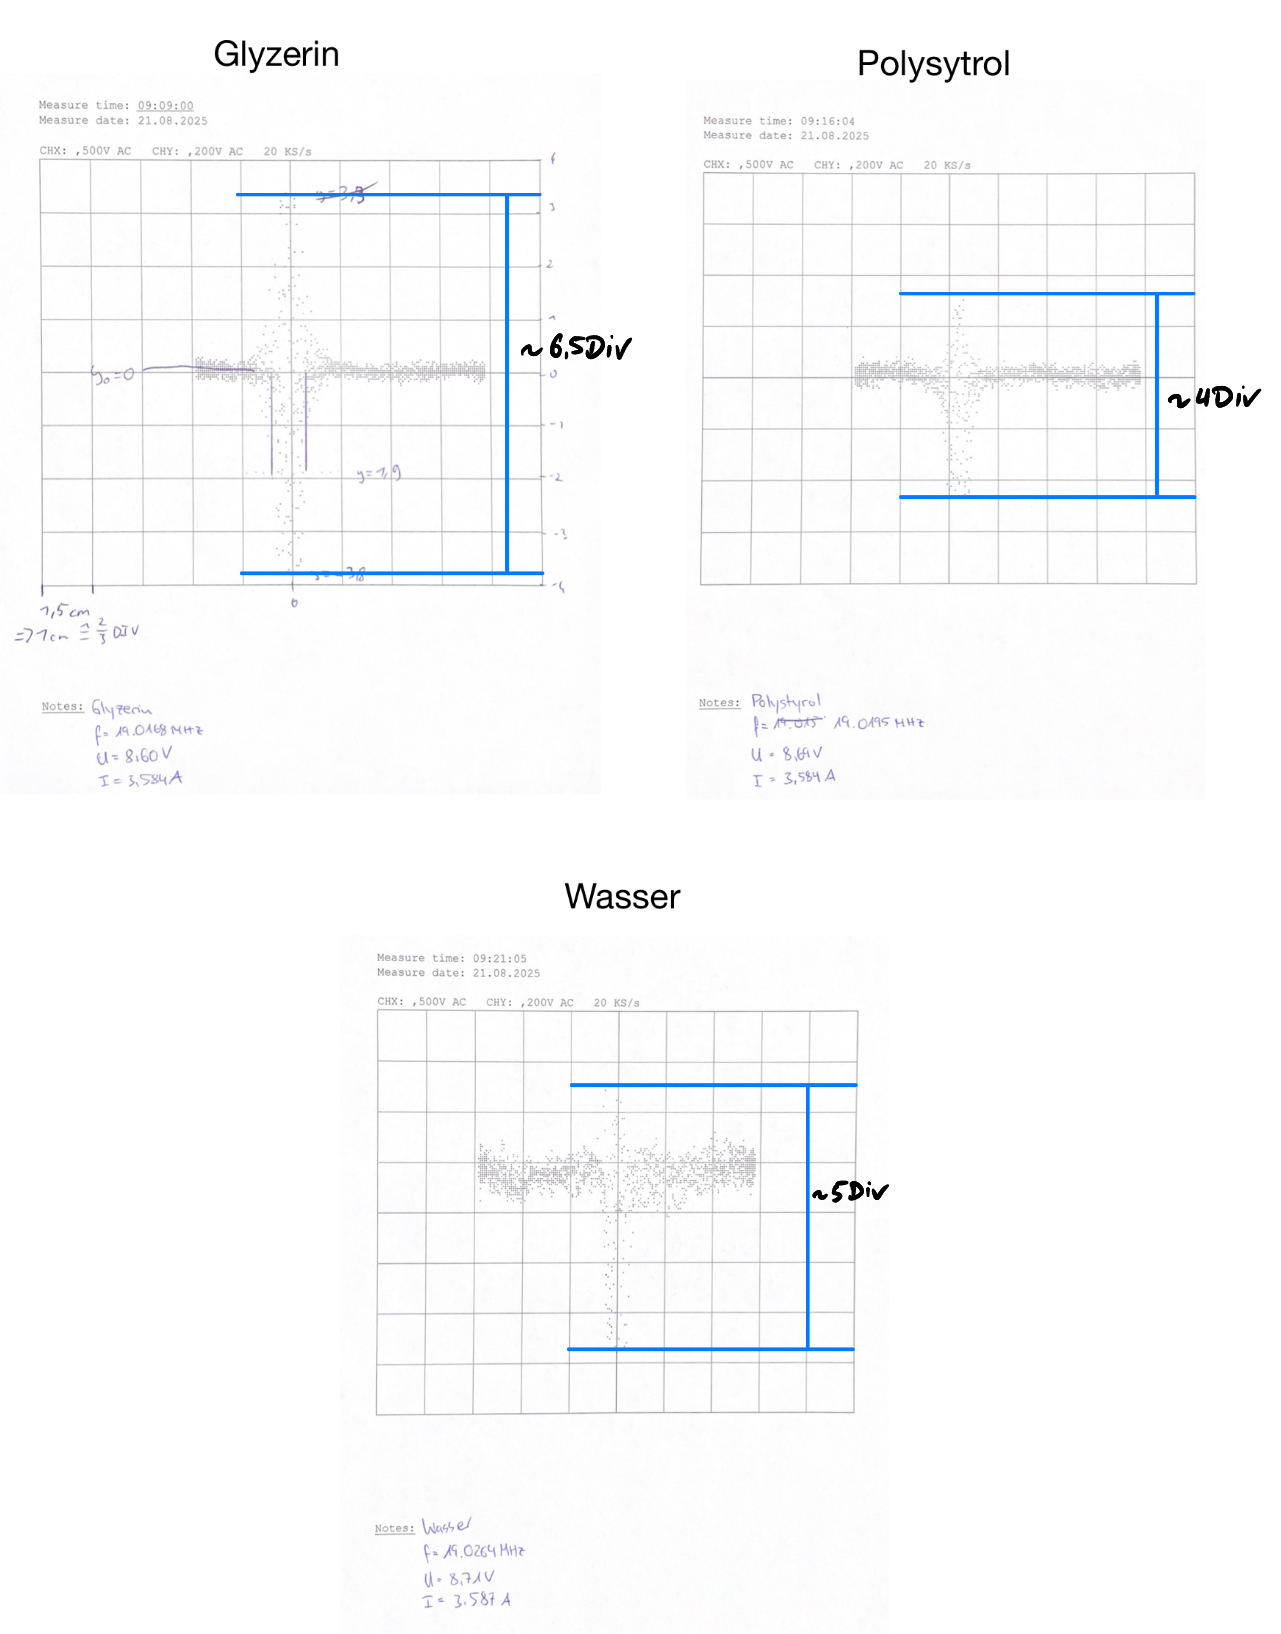 Glyzerin
Measure time: 09:09:00
Measure date: 21.08.2025
CHX: ,500V AC CHY: ,200V AC 20 KS/s
4
y=3,3
3
2
1
~6,5Div
y₀=0
0
-1
y=1,9
-2
-3
-3,8
-4
0
1,5 cm
=> 1cm ≙ 2/3 DIV
Notes: Glyzerin
f= 19.0168 MHz
U= 8,60 V
I= 3,584 A
Polysytrol
Measure time: 09:16:04
Measure date: 21.08.2025
CHX: ,500V AC CHY: ,200V AC 20 KS/s
~4Div
Notes: Polystyrol
f= 19.015 19.0195 MHz
U = 8,69V
I = 3,584 A
Wasser
Measure time: 09:21:05
Measure date: 21.08.2025
CHX: ,500V AC CHY: ,200V AC 20 KS/s
~5Div
Notes: Wasser
f= 19.0264 MHz
U= 8,71V
I= 3.587 A